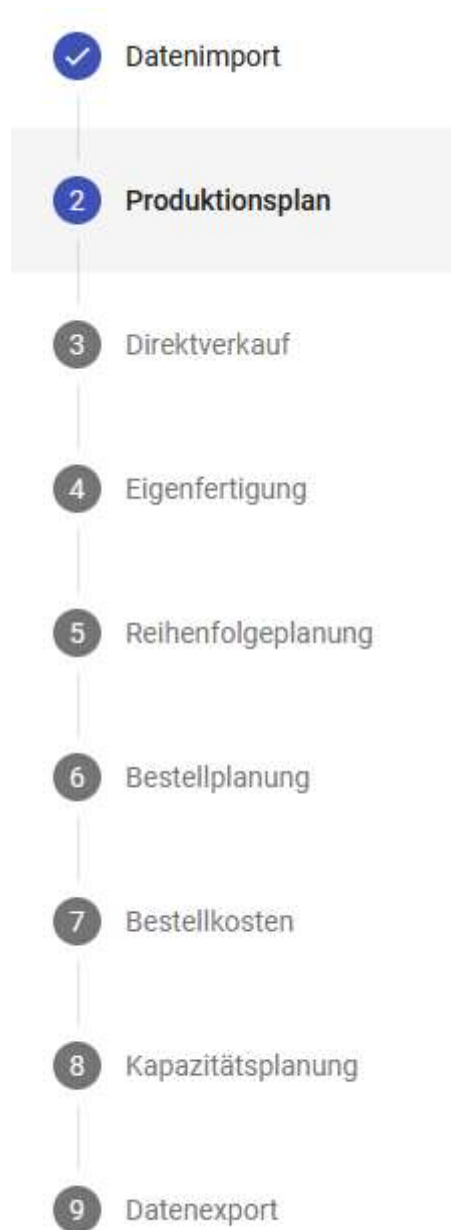 Datenimport
2 Produktionsplan
3 Direktverkauf
4 Eigenfertigung
5 Reihenfolgeplanung
6 Bestellplanung
7 Bestellkosten
8 Kapazitätsplanung
9 Datenexport